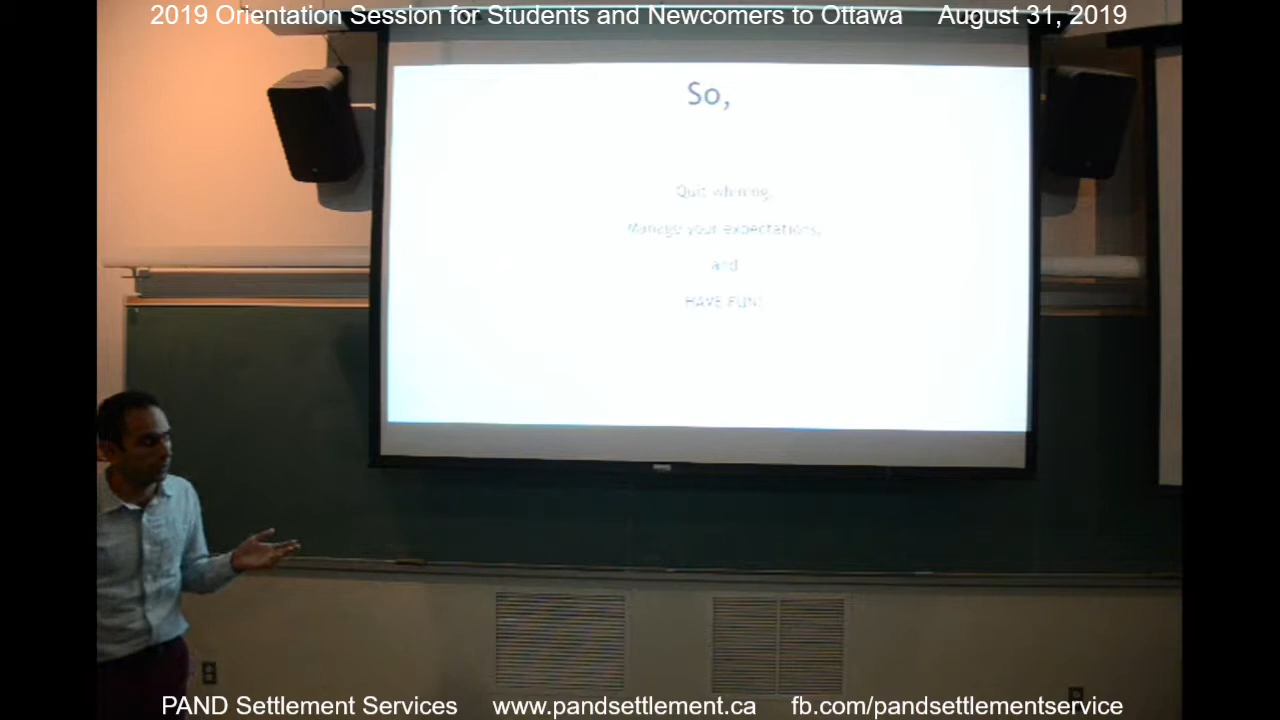 2019 Orientation Session for Students and Newcomers to Ottawa August 31, 2019
So,
Quit whining,
Manage your expectations,
and
HAVE FUN!
PAND Settlement Services www.pandsettlement.ca fb.com/pandsettlementservice